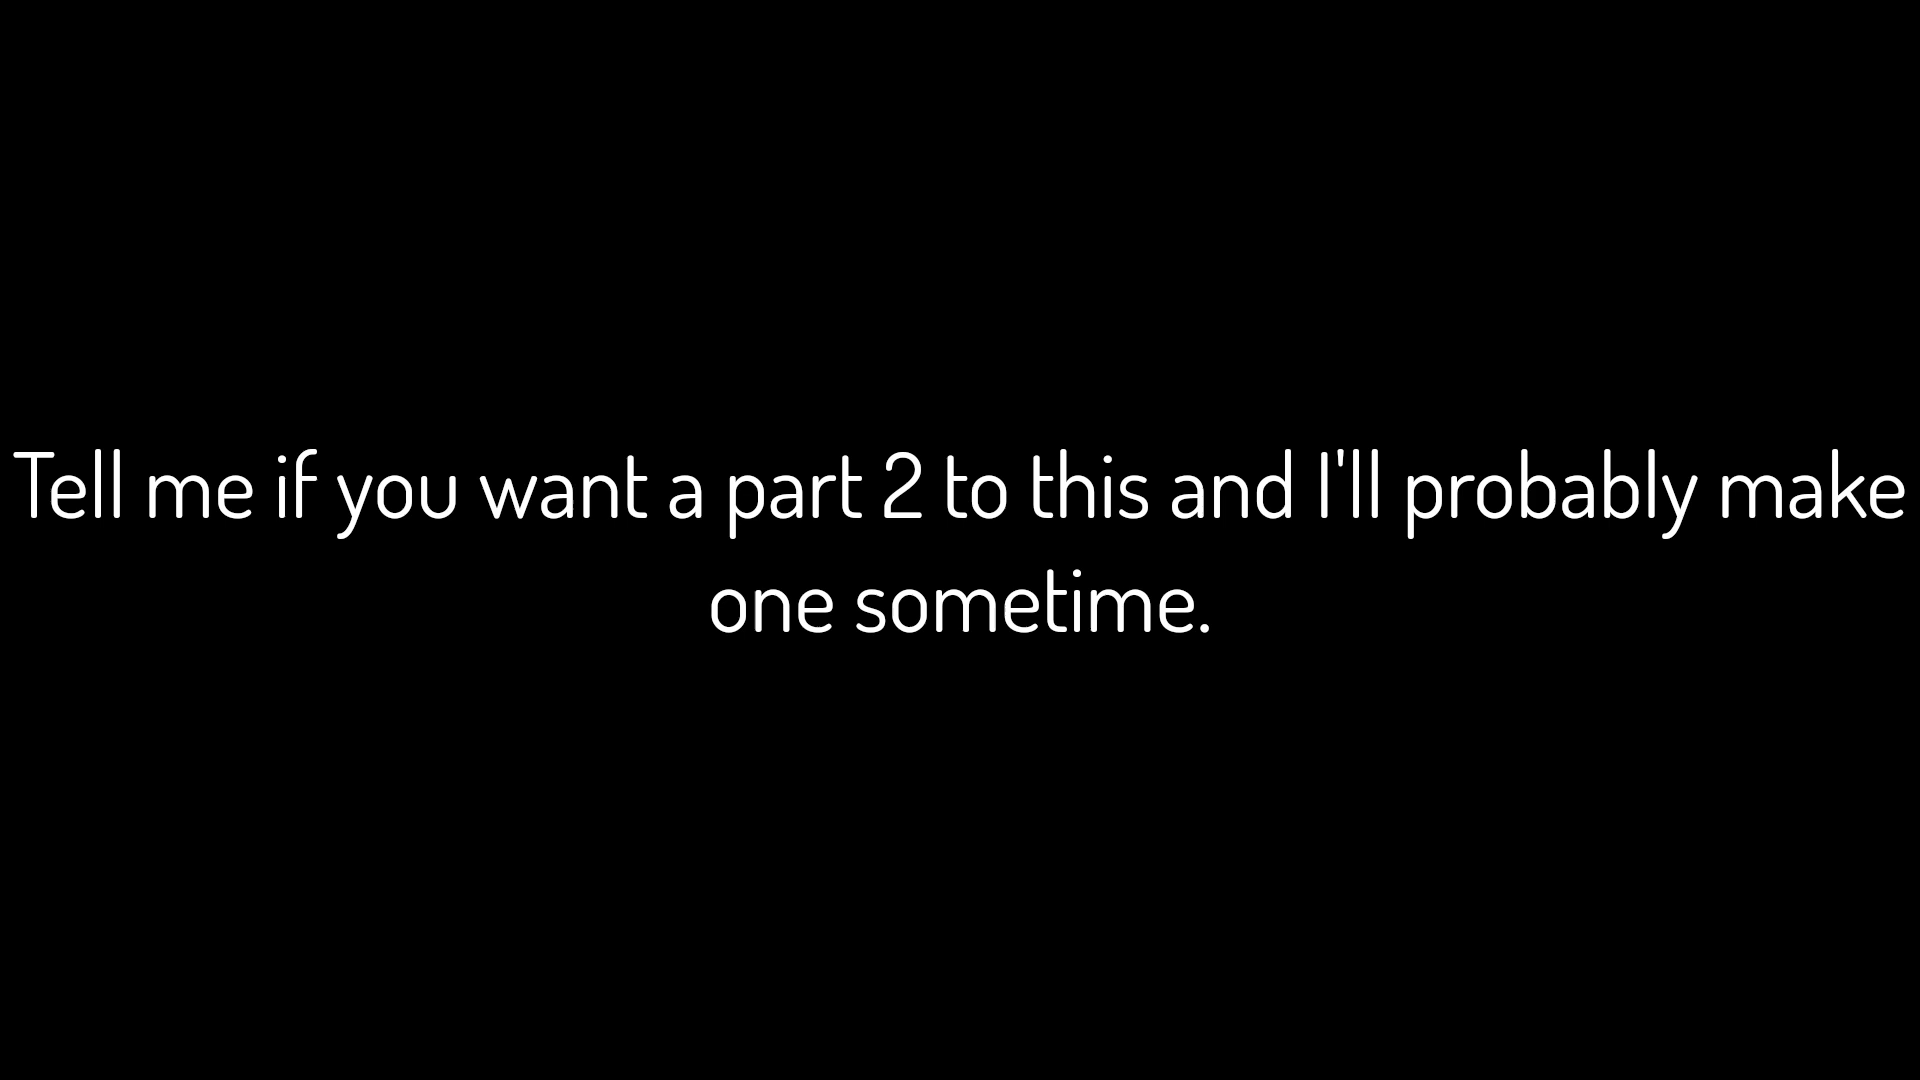 Tell me if you want a part 2 to this and I'll probably make
one sometime.